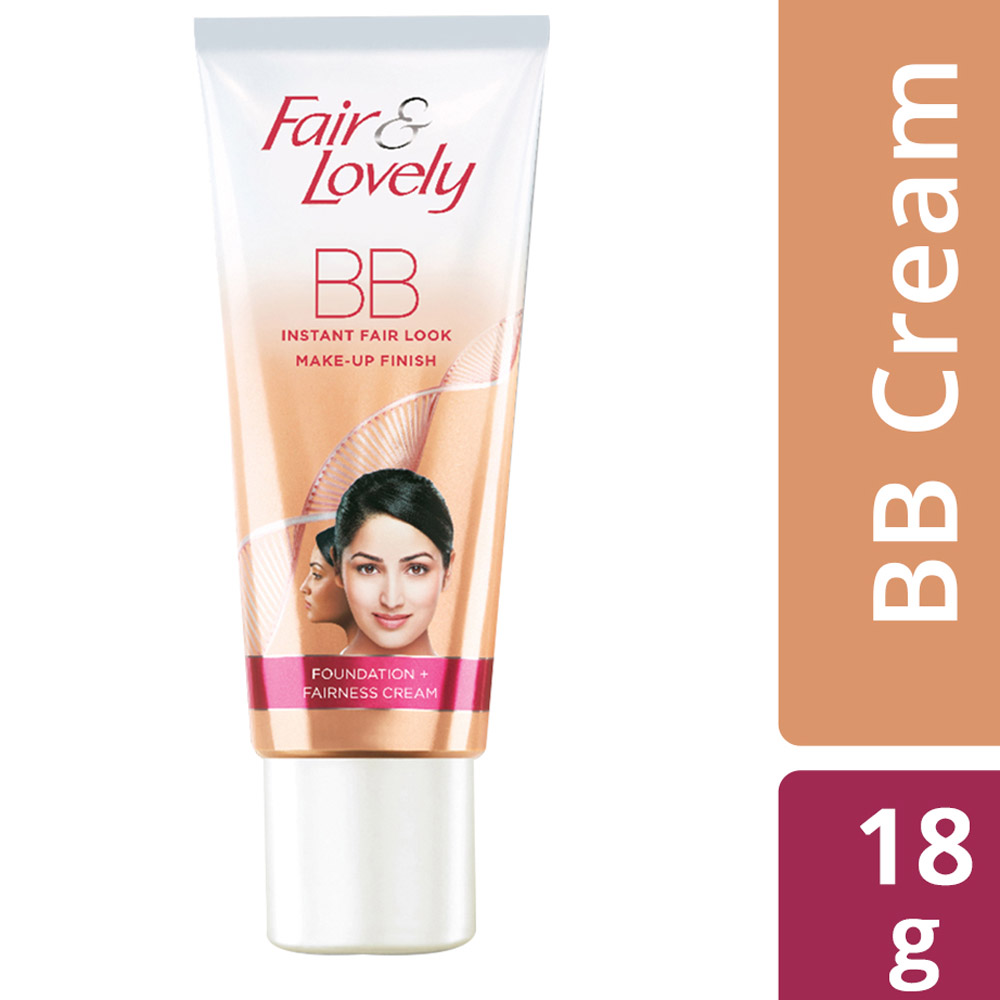 Fair &
Lovely
BB
INSTANT FAIR LOOK
MAKE-UP FINISH
FOUNDATION +
FAIRNESS CREAM
BB Cream
18
g